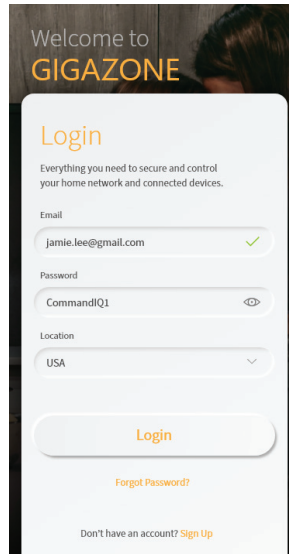 Welcome to
GIGAZONE
Login
Everything you need to secure and control
your home network and connected devices.
Email
jamie.lee@gmail.com
Password
CommandIQ1
Location
USA
Login
Forgot Password?
Don't have an account? Sign Up